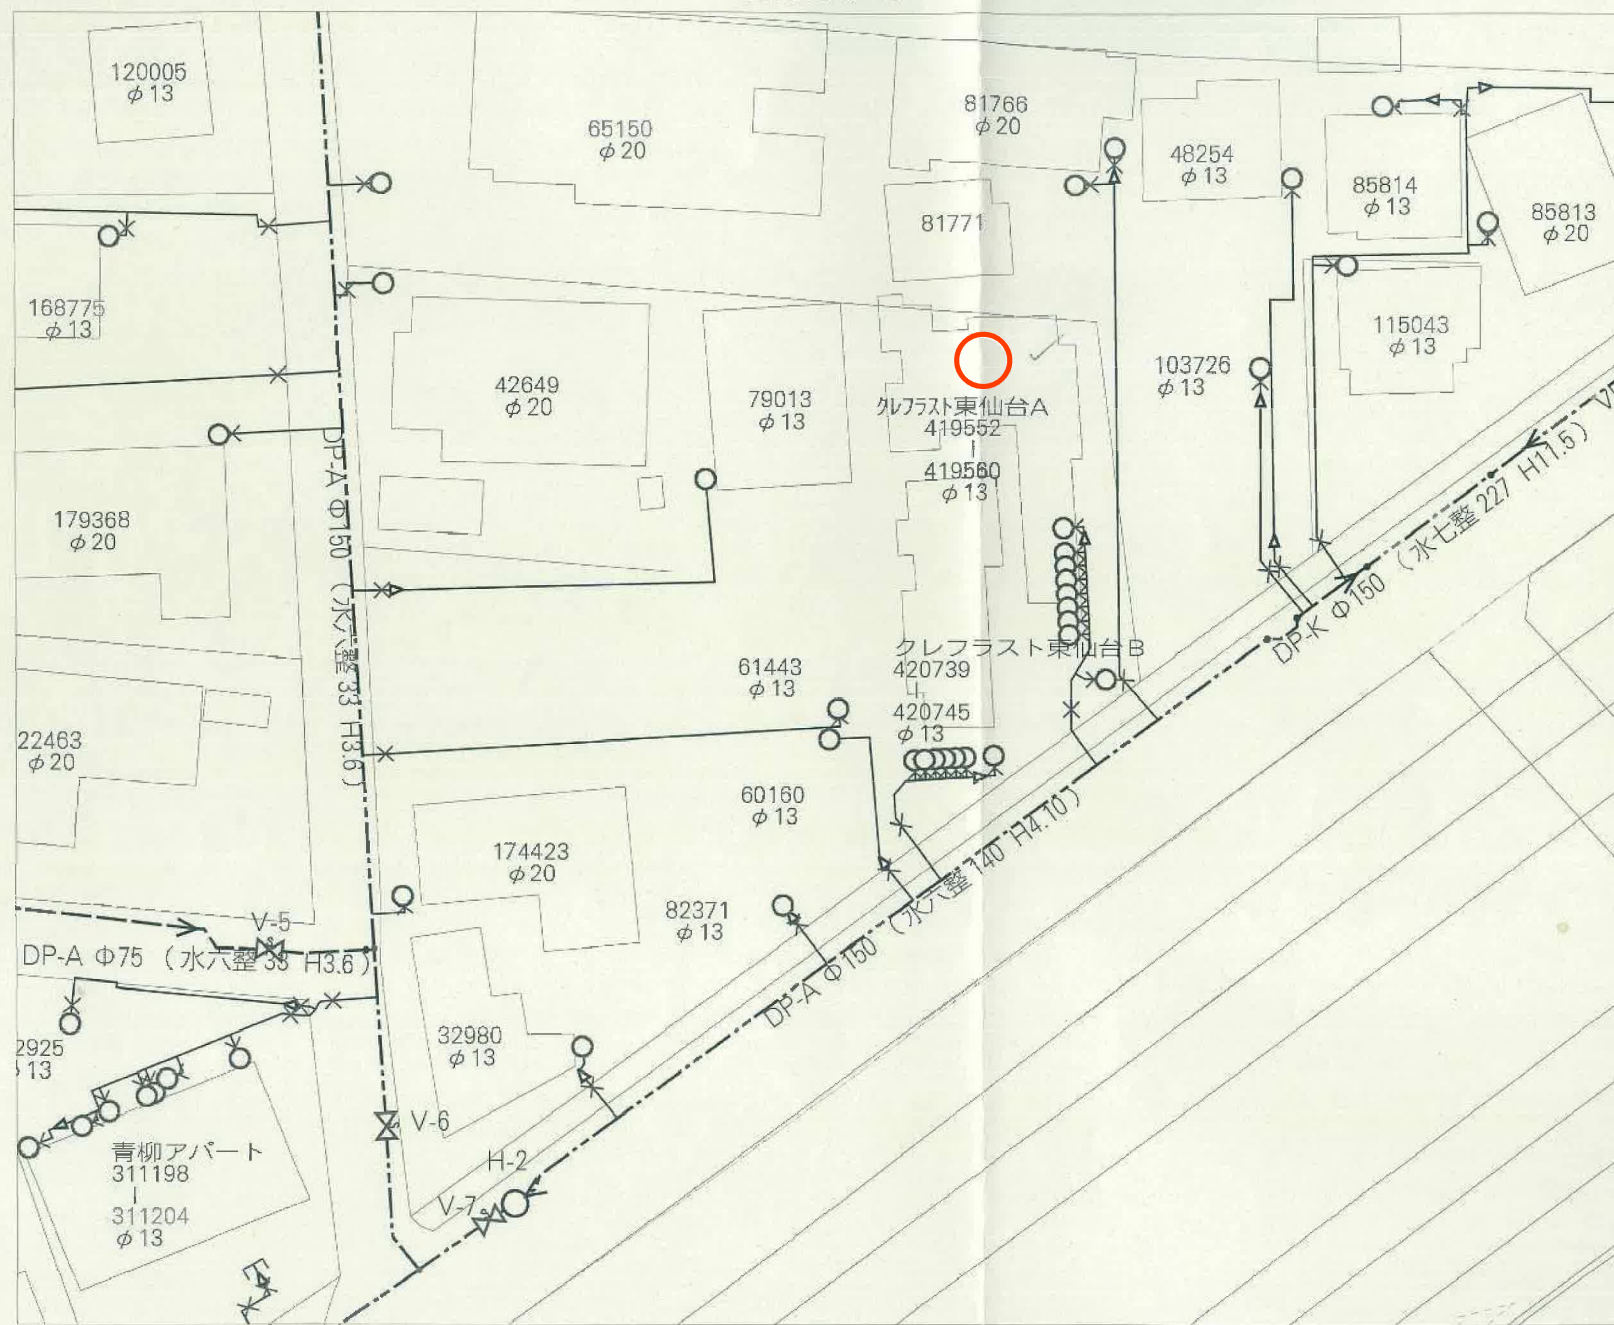 120005
φ13
65150
φ20
81766
φ20
48254
φ13
85814
φ13
85813
φ20
81771
168775
φ13
115043
φ13
42649
φ20
79013
φ13
クレフラスト東仙台A
419552
|
419560
φ13
103726
φ13
179368
φ20
DP-A Φ150 (水六整 33 H3.6)
DP-K Φ150 (水七整 227 H11.5)
クレフラスト東仙台B
420739
420745
φ13
61443
φ13
22463
φ20
60160
φ13
174423
φ20
82371
φ13
DP-A Φ150 (水六整 140 H4.10)
V-5
DP-A Φ75 (水六整 35 H3.6)
32980
φ13
2925
φ13
V-6
青柳アパート
311198
|
311204
φ13
H-2
V-7